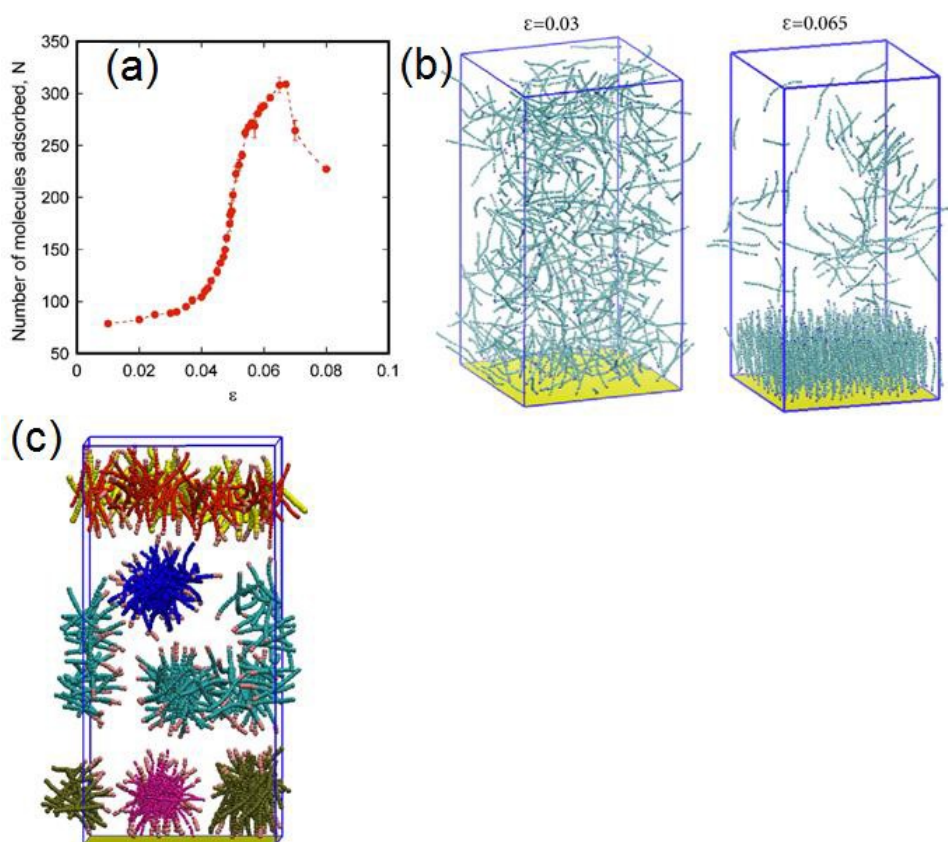 (a)
Number of molecules adsorbed, N
350
300
250
200
150
100
50
0 0.02 0.04 0.06 0.08 0.1
ε
(b)
ε=0.03 ε=0.065
(c)